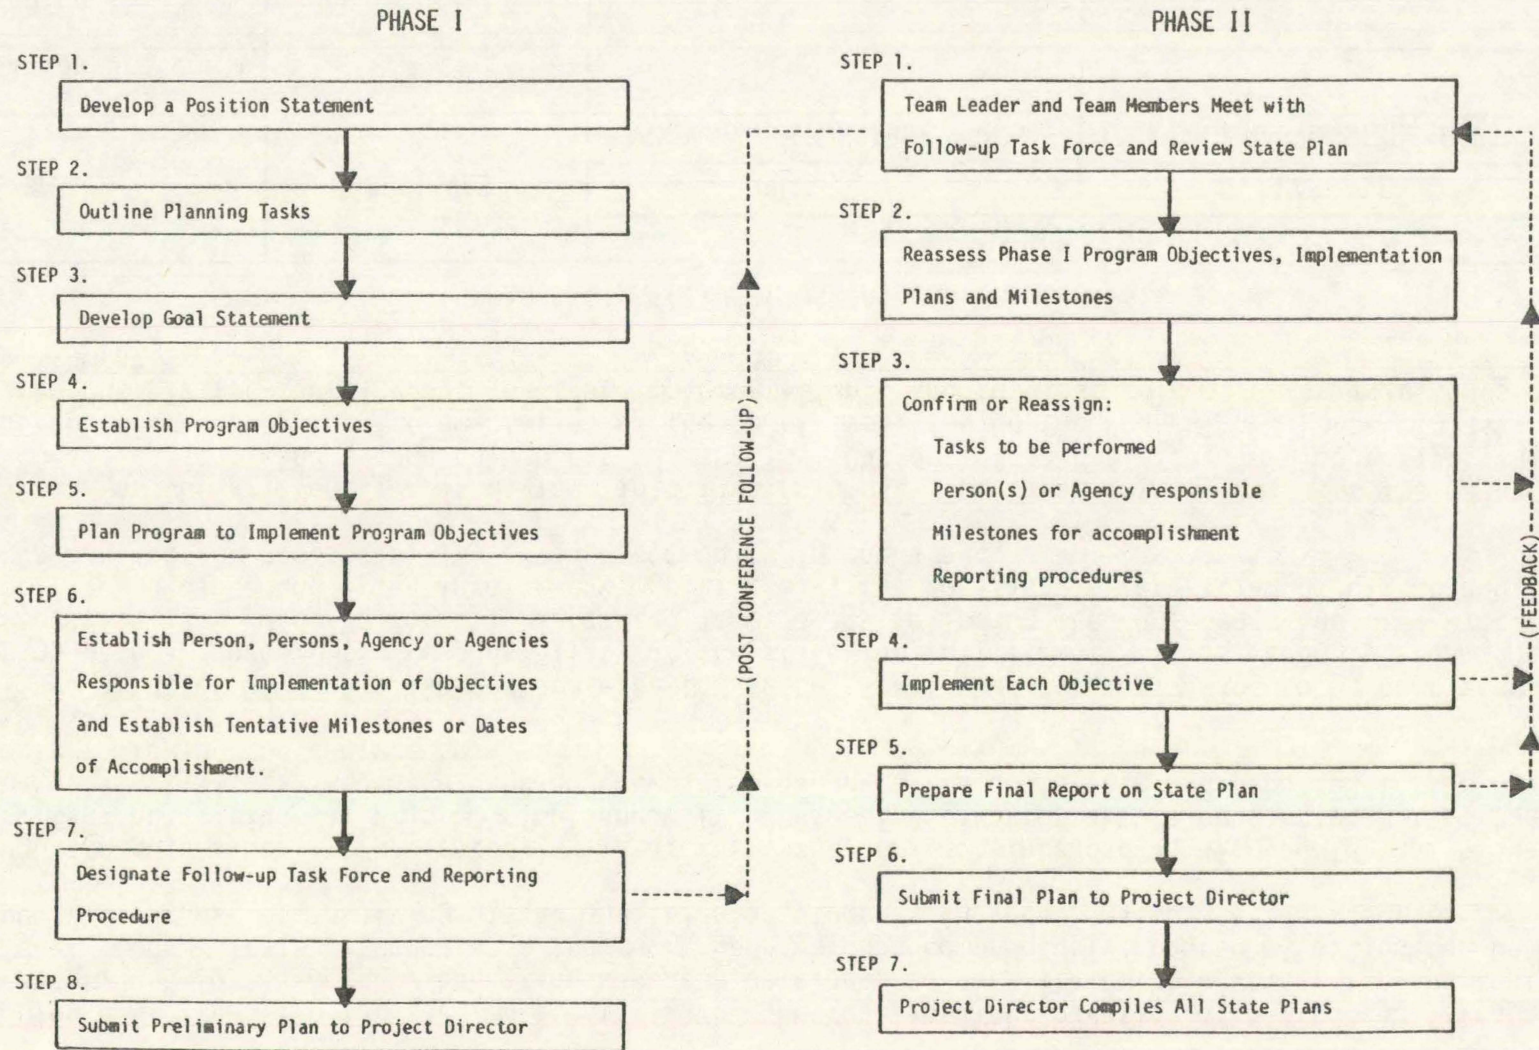 PHASE I
STEP 1.
Develop a Position Statement
STEP 2.
Outline Planning Tasks
STEP 3.
Develop Goal Statement
STEP 4.
Establish Program Objectives
STEP 5.
Plan Program to Implement Program Objectives
STEP 6.
Establish Person, Persons, Agency or Agencies
Responsible for Implementation of Objectives
and Establish Tentative Milestones or Dates
of Accomplishment.
STEP 7.
Designate Follow-up Task Force and Reporting
Procedure
STEP 8.
Submit Preliminary Plan to Project Director
(POST CONFERENCE FOLLOW-UP)
PHASE II
STEP 1.
Team Leader and Team Members Meet with
Follow-up Task Force and Review State Plan
STEP 2.
Reassess Phase I Program Objectives, Implementation
Plans and Milestones
STEP 3.
Confirm or Reassign:
Tasks to be performed
Person(s) or Agency responsible
Milestones for accomplishment
Reporting procedures
STEP 4.
Implement Each Objective
STEP 5.
Prepare Final Report on State Plan
STEP 6.
Submit Final Plan to Project Director
STEP 7.
Project Director Compiles All State Plans
(FEEDBACK)